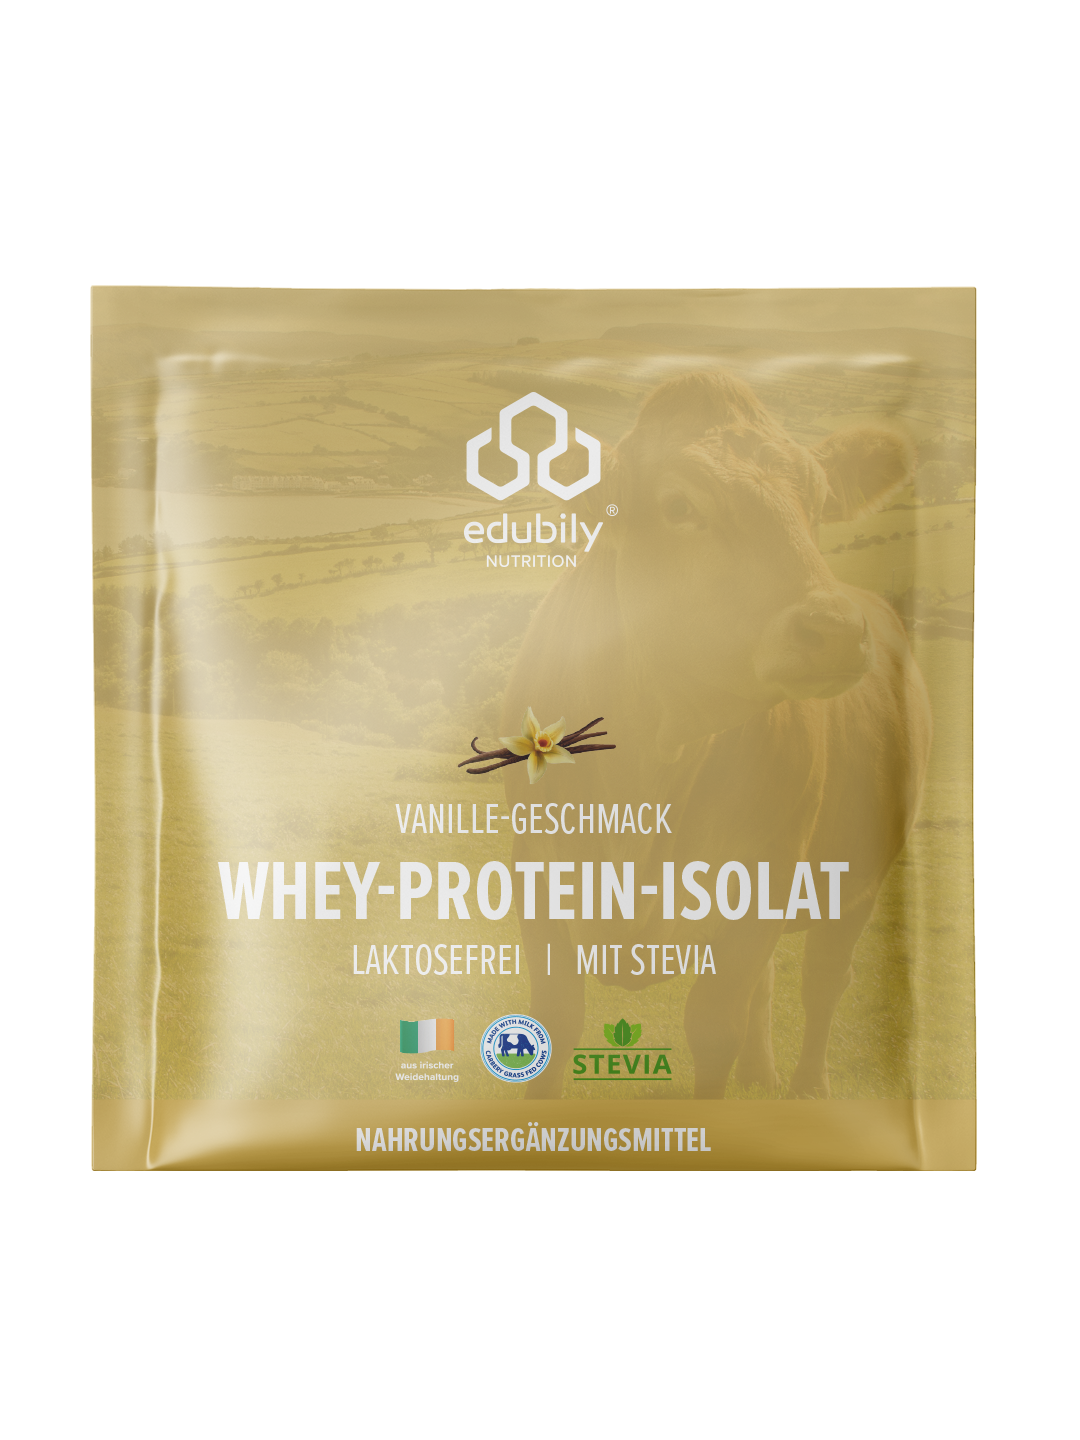 edubily®
NUTRITION
VANILLE-GESCHMACK
WHEY-PROTEIN-ISOLAT
LAKTOSEFREI | MIT STEVIA
aus irischer
Weidehaltung
MADE WITH MILK FROM
CARBERY GRASS FED COWS
STEVIA
NAHRUNGSERGÄNZUNGSMITTEL